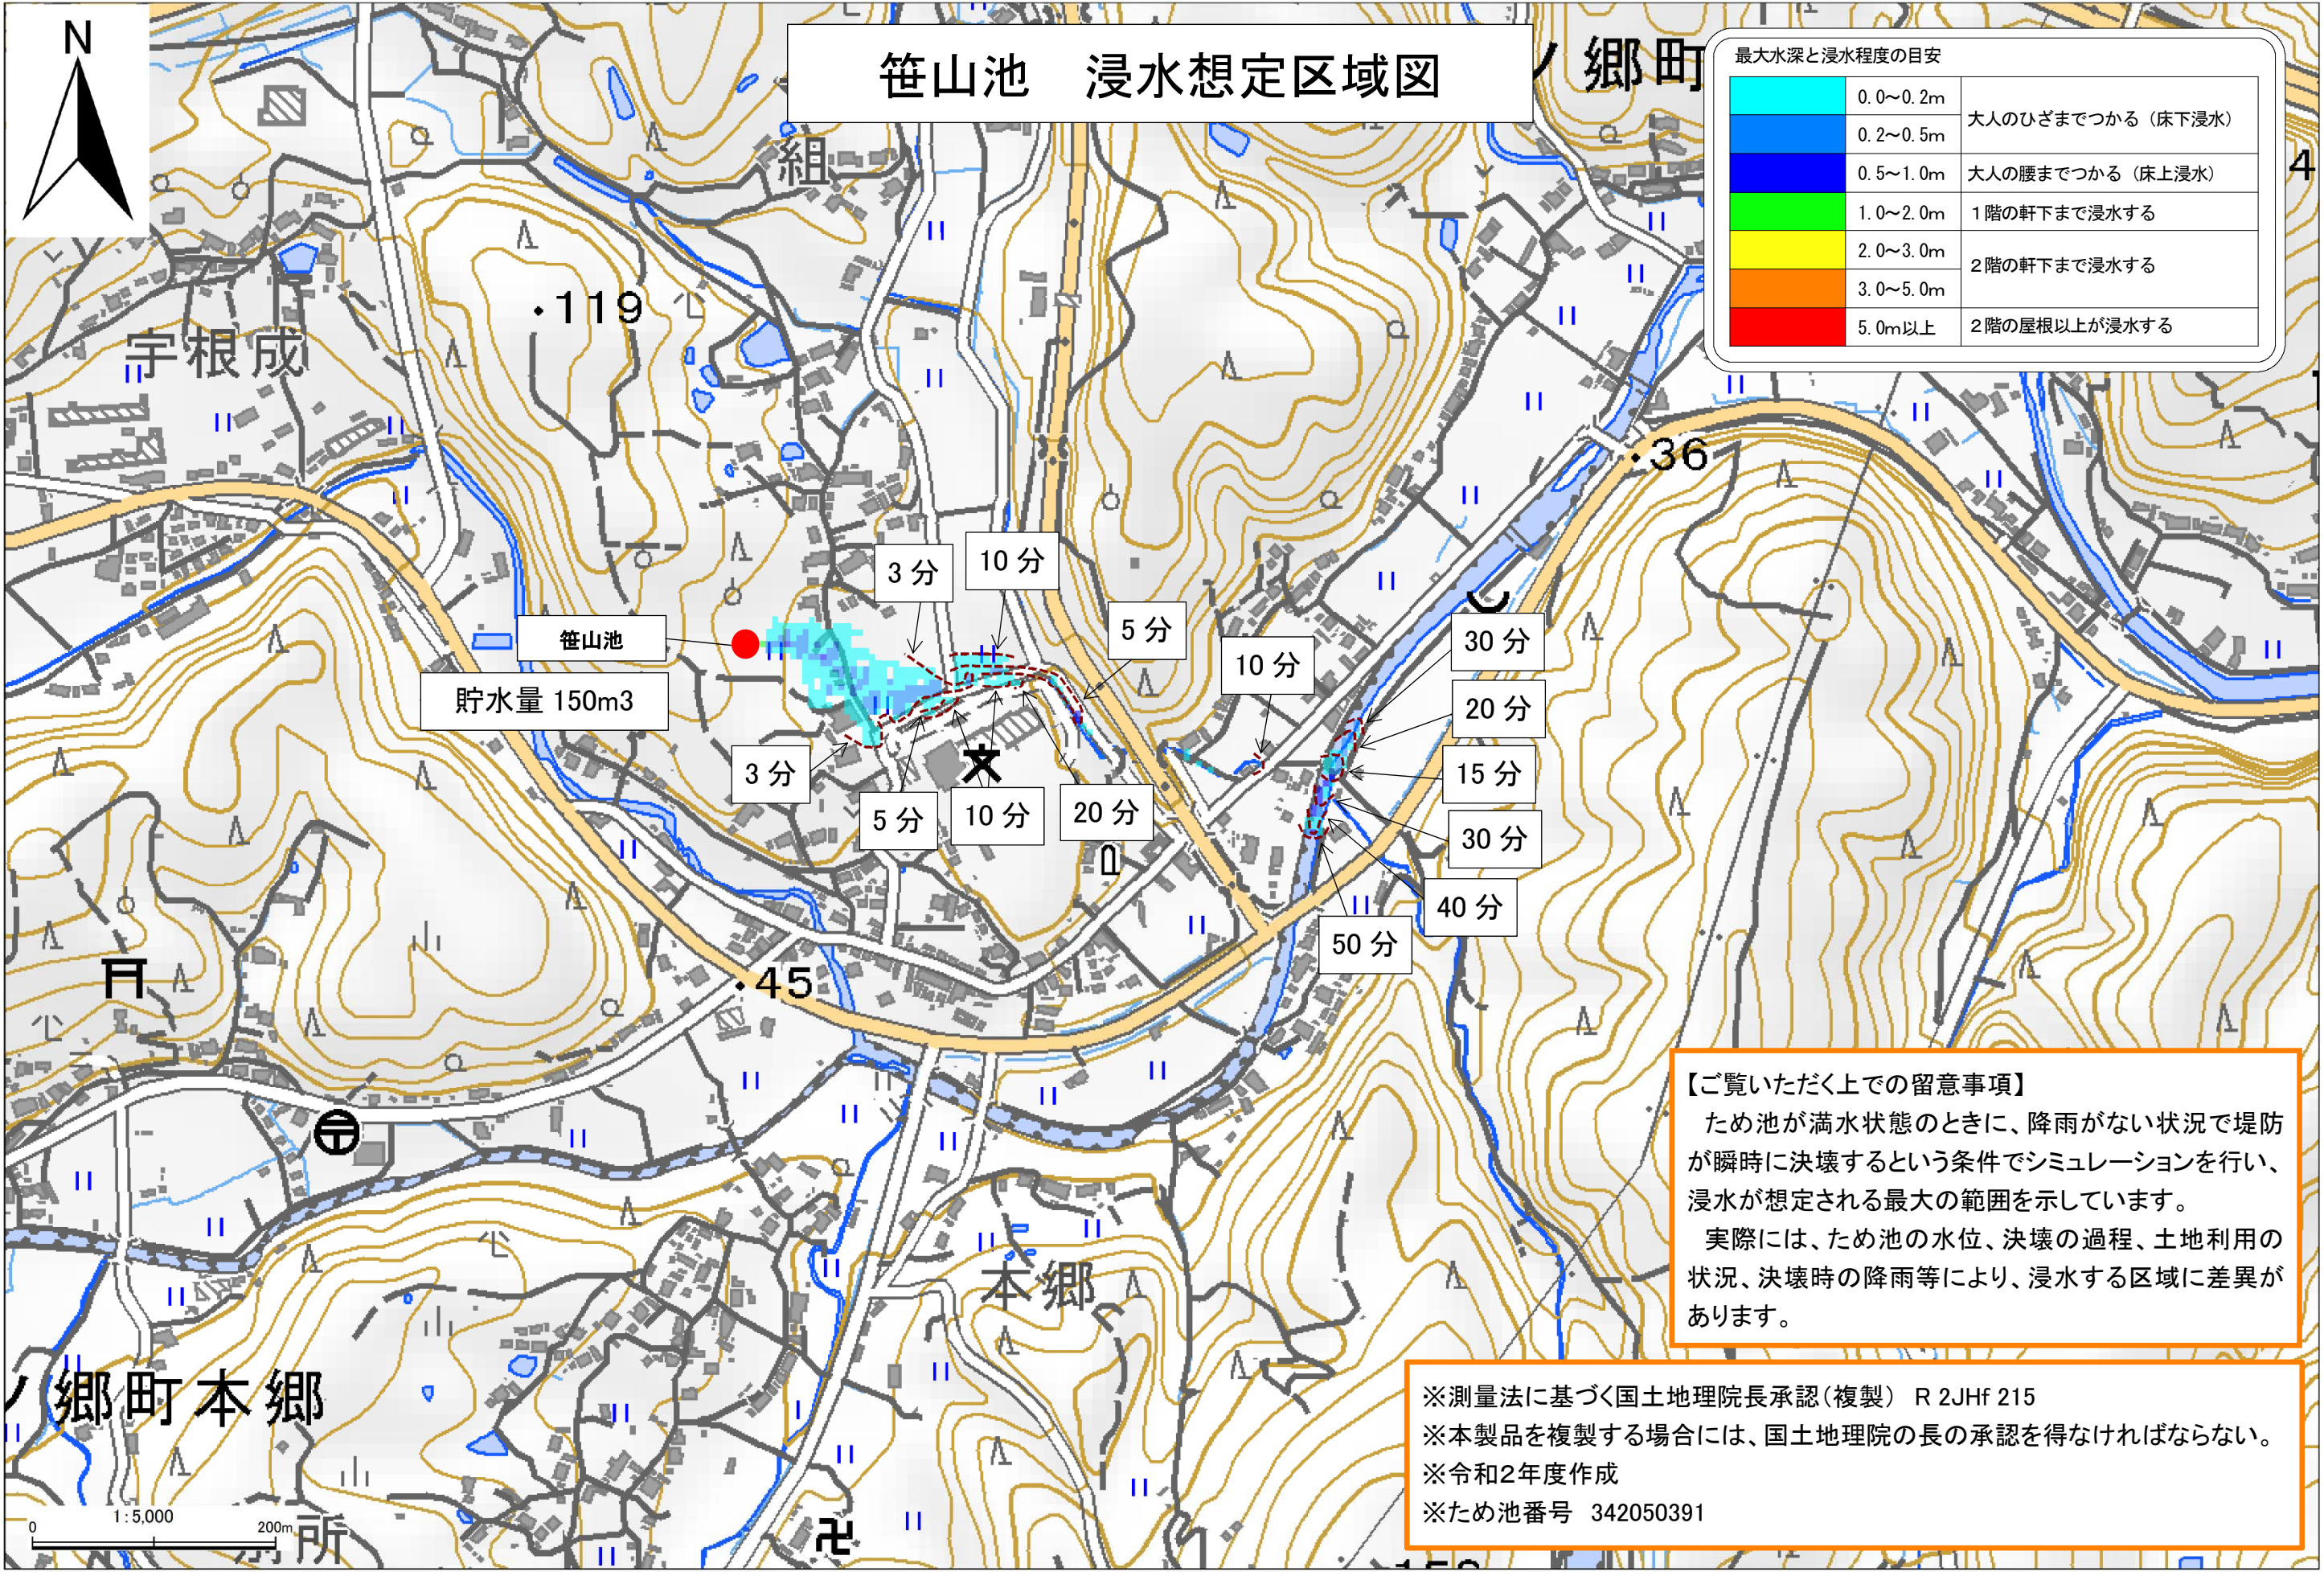 N
笹山池　浸水想定区域図
ノ郷町
最大水深と浸水程度の目安
0.0～0.2m
大人のひざまでつかる（床下浸水）
0.2～0.5m
0.5～1.0m 大人の腰までつかる（床上浸水）
1.0～2.0m 1階の軒下まで浸水する
2.0～3.0m
2階の軒下まで浸水する
3.0～5.0m
5.0m以上 2階の屋根以上が浸水する
組
4
・119
宇根成
・36
3分
10分
5分
笹山池
10分
30分
貯水量 150m3
20分
3分
15分
5分
10分
20分
30分
40分
50分
・45
本郷
ノ郷町本郷
【ご覧いただく上での留意事項】
ため池が満水状態のときに、降雨がない状況で堤防
が瞬時に決壊するという条件でシミュレーションを行い、
浸水が想定される最大の範囲を示しています。
実際には、ため池の水位、決壊の過程、土地利用の
状況、決壊時の降雨等により、浸水する区域に差異が
あります。
※測量法に基づく国土地理院長承認（複製） R 2JHf 215
※本製品を複製する場合には、国土地理院の長の承認を得なければならない。
※令和2年度作成
※ため池番号 342050391
1:5,000
0 200m
所